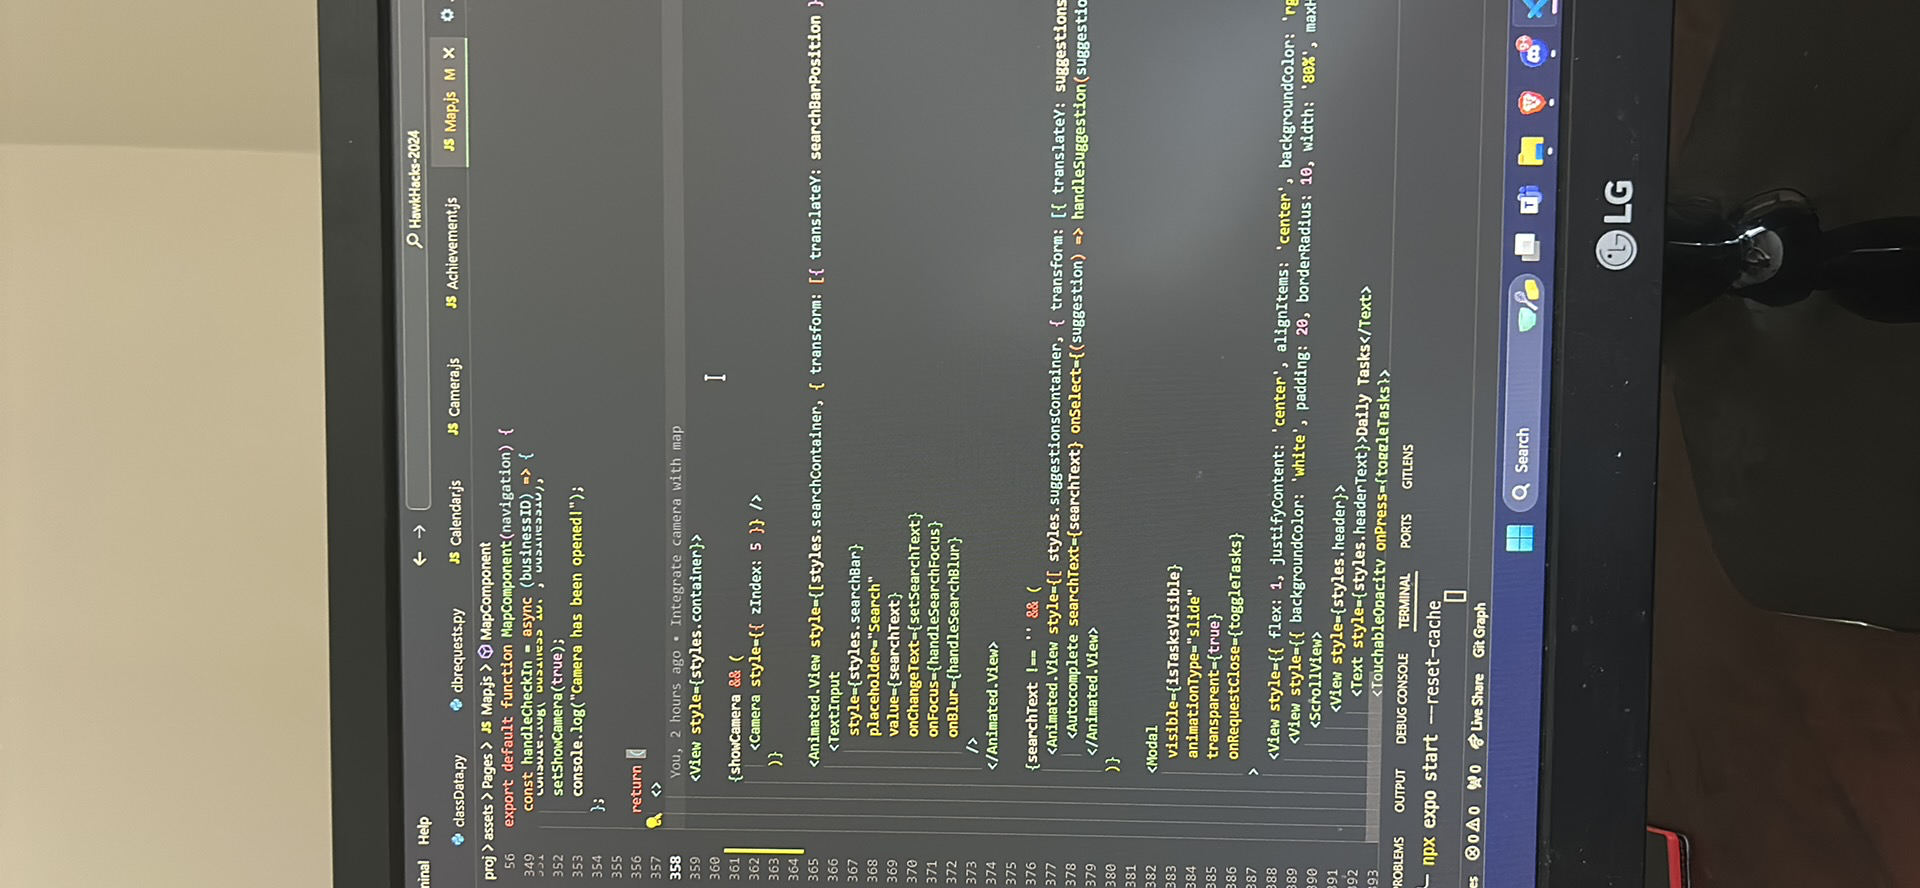 Help
← → HawkHacks-2024
classData.py dbrequests.py JS Calendar.js JS Camera.js JS Achievement.js JS Map.js M ×
proj > assets > Pages > JS Map.js > MapComponent
56 export default function MapComponent(navigation) {
349 const handleCheckIn = async (businessID) => {
352 setShowCamera(true);
353 console.log("Camera has been opened!");
354 };
355
356 return (
357 <>
358 You, 2 hours ago • Integrate camera with map
359 <View style={styles.container}>
360
361 {showCamera && (
362 <Camera style={{ zIndex: 5 }} />
363 )}
364
365 <Animated.View style={[styles.searchContainer, { transform: [{ translateY: searchBarPosition }
366 <TextInput
367 style={styles.searchBar}
368 placeholder="Search"
369 value={searchText}
370 onChangeText={setSearchText}
371 onFocus={handleSearchFocus}
372 onBlur={handleSearchBlur}
373 />
374 </Animated.View>
375
376 {searchText !== '' && (
377 <Animated.View style={[ styles.suggestionsContainer, { transform: [{ translateY: suggestions
378 <Autocomplete searchText={searchText} onSelect={(suggestion) => handleSuggestion(suggestio
379 </Animated.View>
380 )}
381
382 <Modal
383 visible={isTasksVisible}
384 animationType="slide"
385 transparent={true}
386 onRequestClose={toggleTasks}
387 >
388 <View style={{ flex: 1, justifyContent: 'center', alignItems: 'center', backgroundColor: 'rg
389 <View style={{ backgroundColor: 'white', padding: 20, borderRadius: 10, width: '80%', maxH
390 <ScrollView>
391 <View style={styles.header}>
392 <Text style={styles.headerText}>Daily Tasks</Text>
393 <TouchableOpacity onPress={toggleTasks}>
ROBLEMS OUTPUT DEBUG CONSOLE TERMINAL PORTS GITLENS
npx expo start --reset-cache
es 0 0 0 Live Share Git Graph
Search
LG